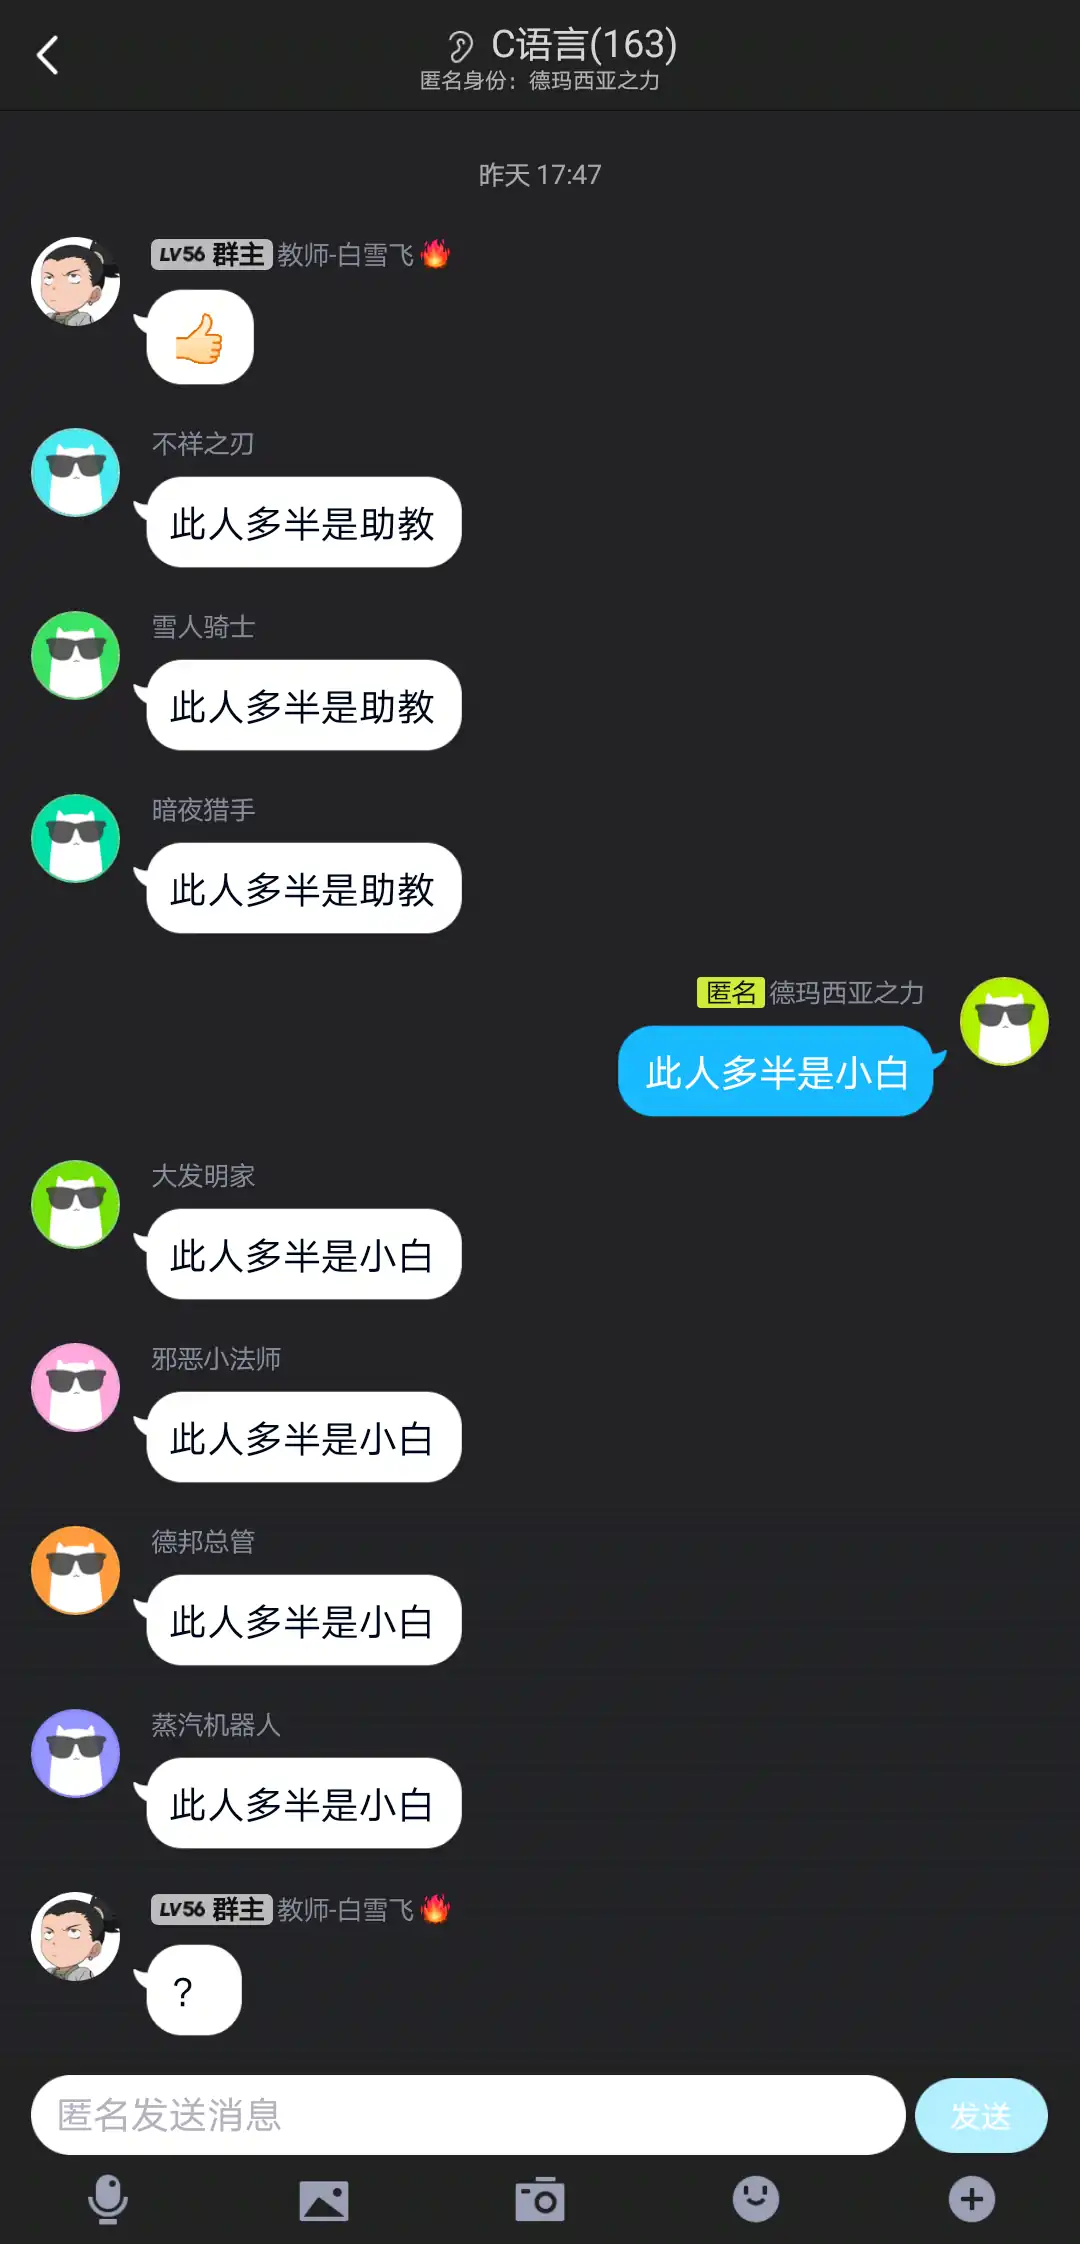 C语言(163)
匿名身份：德玛西亚之力
昨天 17:47
LV56 群主 教师-白雪飞🔥
👍
不祥之刃
此人多半是助教
雪人骑士
此人多半是助教
暗夜猎手
此人多半是助教
匿名 德玛西亚之力
此人多半是小白
大发明家
此人多半是小白
邪恶小法师
此人多半是小白
德邦总管
此人多半是小白
蒸汽机器人
此人多半是小白
LV56 群主 教师-白雪飞🔥
？
匿名发送消息
发送